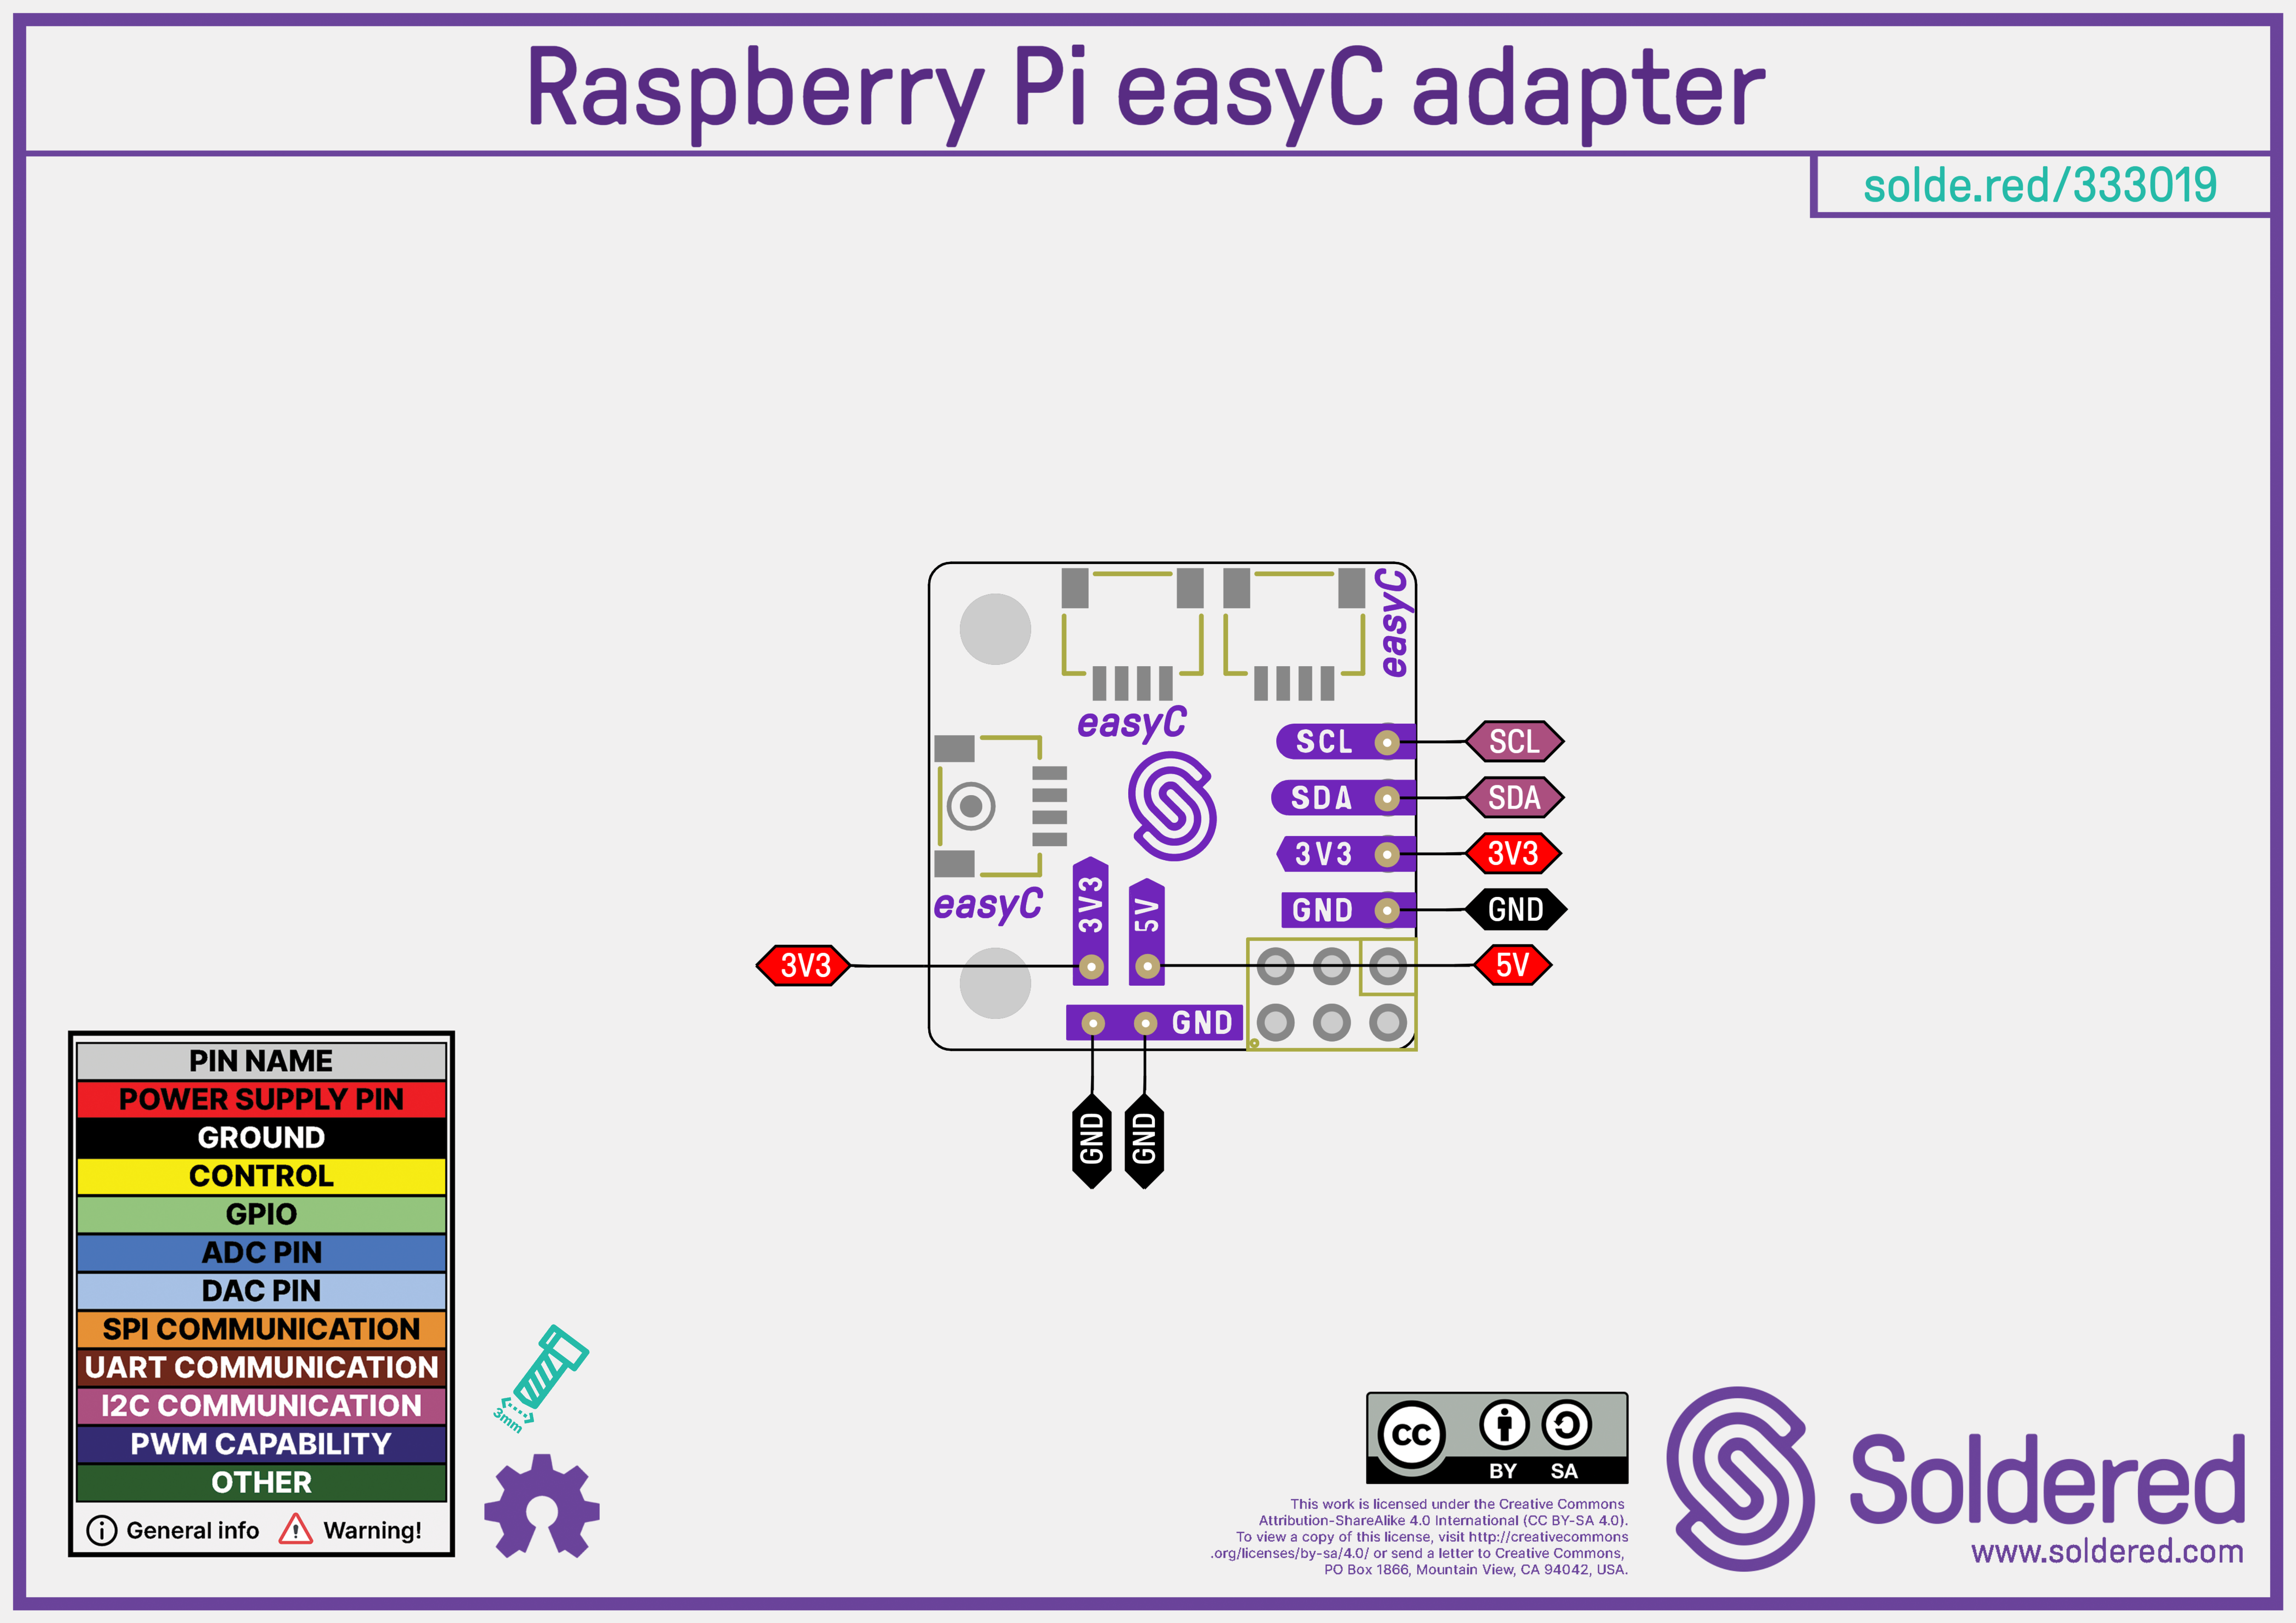 Raspberry Pi easyC adapter
solde.red/333019
easyC
easyC
SCL
SCL
SDA
SDA
3V3
3V3
GND
GND
easyC
3V3
5V
3V3
5V
GND
GND
GND
PIN NAME
POWER SUPPLY PIN
GROUND
CONTROL
GPIO
ADC PIN
DAC PIN
SPI COMMUNICATION
UART COMMUNICATION
I2C COMMUNICATION
PWM CAPABILITY
OTHER
General info
Warning!
3mm
CC
BY SA
This work is licensed under the Creative Commons
Attribution-ShareAlike 4.0 International (CC BY-SA 4.0).
To view a copy of this license, visit http://creativecommons
.org/licenses/by-sa/4.0/ or send a letter to Creative Commons,
PO Box 1866, Mountain View, CA 94042, USA.
Soldered
www.soldered.com